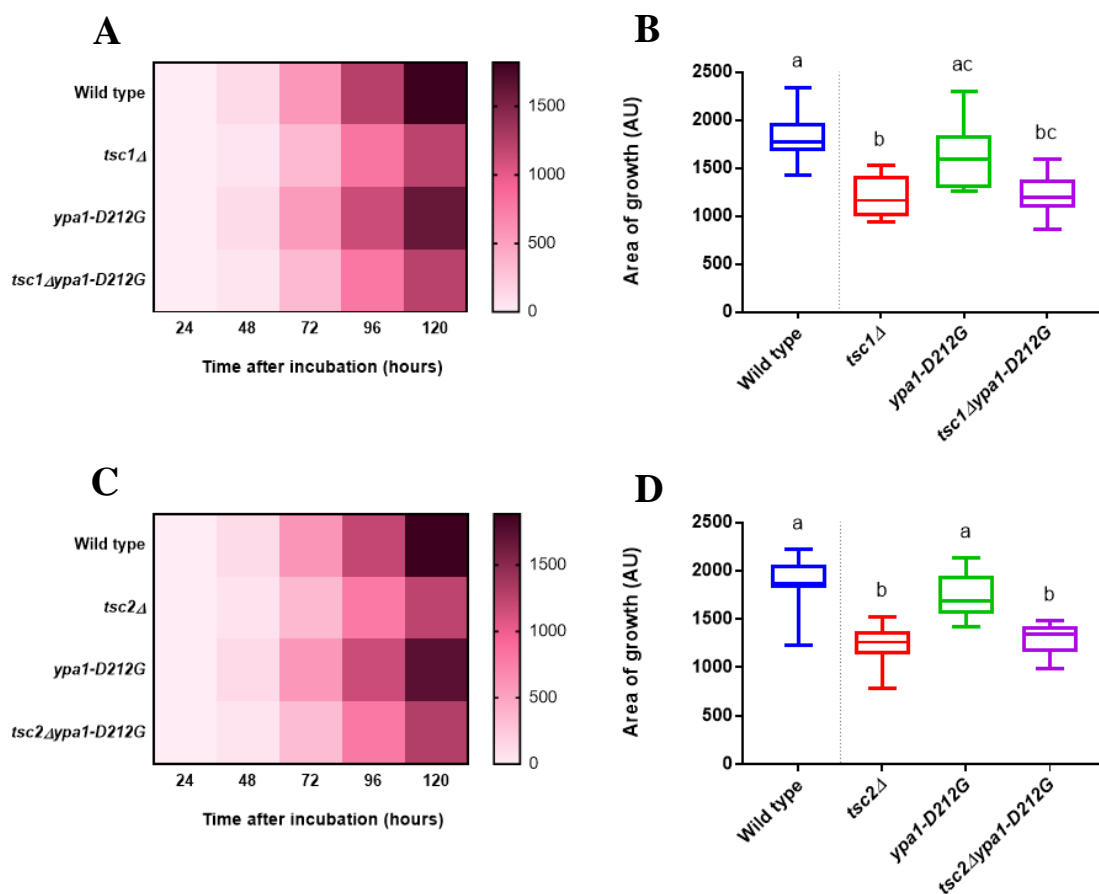 A
Wild type
tsc1Δ
ypa1-D212G
tsc1Δypa1-D212G
24 48 72 96 120
Time after incubation (hours)
1500
1000
500
0
B
Area of growth (AU)
2500
2000
1500
1000
500
0
a
b
ac
bc
Wild type
tsc1Δ
ypa1-D212G
tsc1Δypa1-D212G
C
Wild type
tsc2Δ
ypa1-D212G
tsc2Δypa1-D212G
24 48 72 96 120
Time after incubation (hours)
1500
1000
500
0
D
Area of growth (AU)
2500
2000
1500
1000
500
0
a
b
a
b
Wild type
tsc2Δ
ypa1-D212G
tsc2Δypa1-D212G